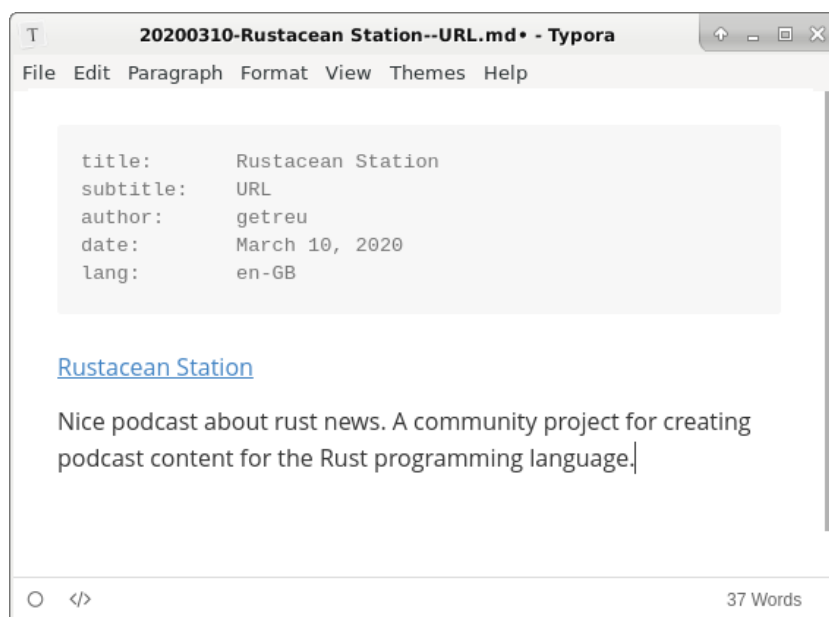 T 20200310-Rustacean Station--URL.md• - Typora
File Edit Paragraph Format View Themes Help
title: Rustacean Station
subtitle: URL
author: getreu
date: March 10, 2020
lang: en-GB
Rustacean Station
Nice podcast about rust news. A community project for creating
podcast content for the Rust programming language.
</> 37 Words